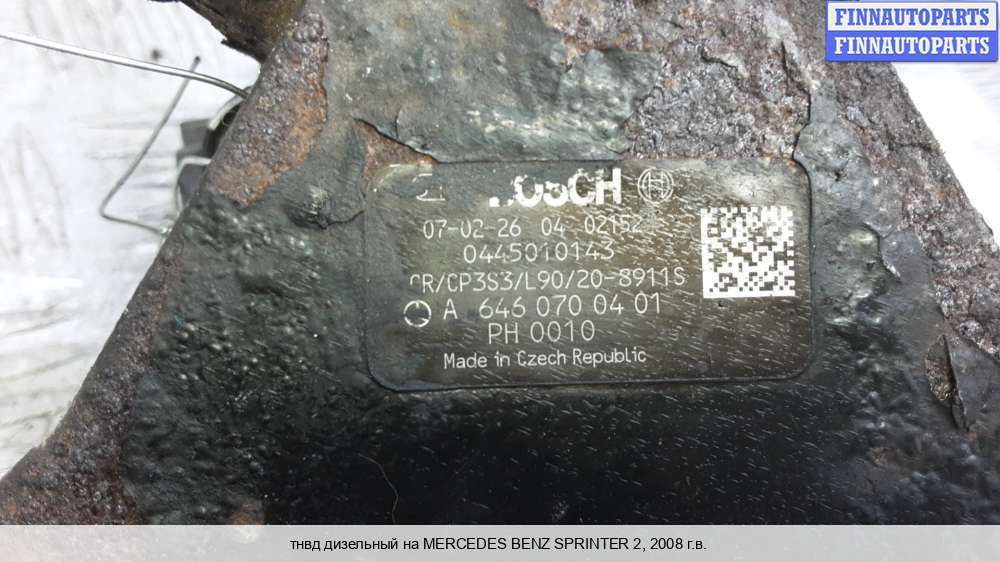 FINNAUTOPARTS
FINNAUTOPARTS
BOSCH
07-02-26 04 02152
0445010143
CR/CP3S3/L90/20-8911S
A 646 070 04 01
PH 0010
Made in Czech Republic
тнвд дизельный на MERCEDES BENZ SPRINTER 2, 2008 г.в.